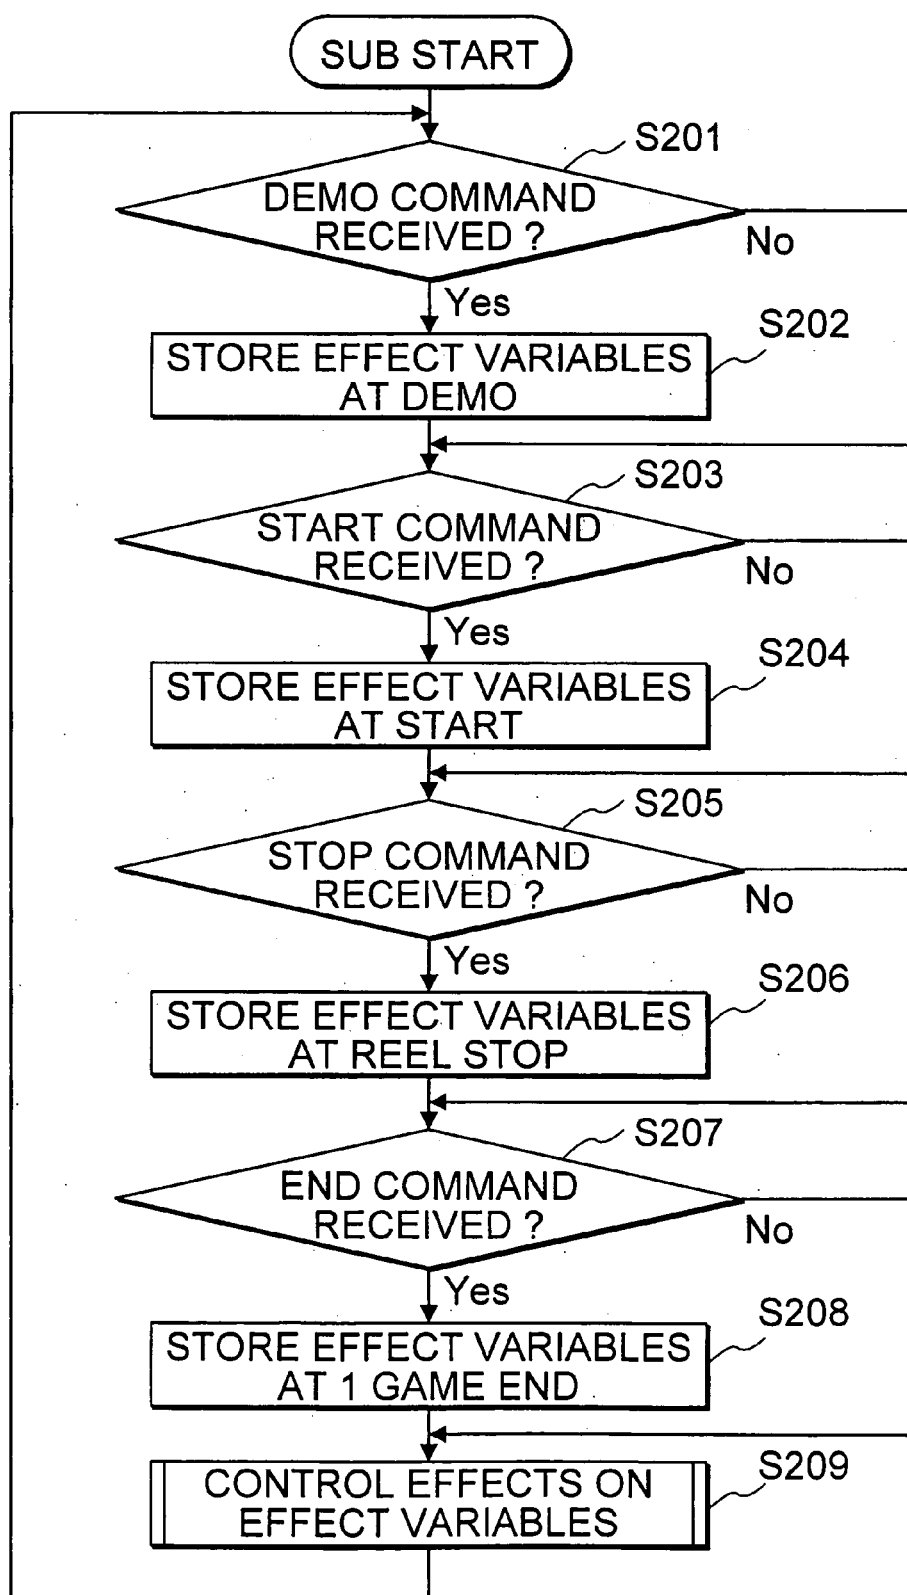 SUB START
S201
DEMO COMMAND
RECEIVED ?
No
Yes
S202
STORE EFFECT VARIABLES
AT DEMO
S203
START COMMAND
RECEIVED ?
No
Yes
S204
STORE EFFECT VARIABLES
AT START
S205
STOP COMMAND
RECEIVED ?
No
Yes
S206
STORE EFFECT VARIABLES
AT REEL STOP
S207
END COMMAND
RECEIVED ?
No
Yes
S208
STORE EFFECT VARIABLES
AT 1 GAME END
S209
CONTROL EFFECTS ON
EFFECT VARIABLES